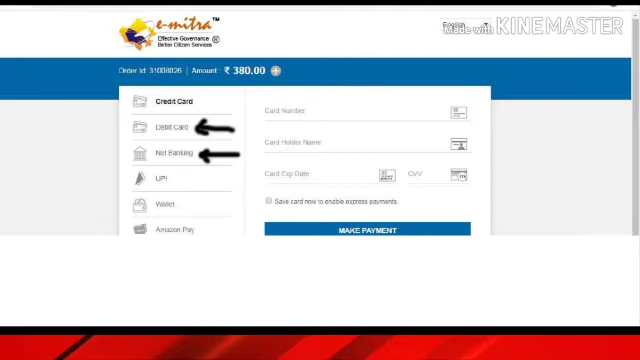 e-mitra™
Effective Governance
Better Citizen Services ®
English
Made with KINEMASTER
Order Id: 31008026 | Amount : ₹ 380.00
Credit Card
Debit Card
Net Banking
UPI
Wallet
Amazon Pay
Card Number
Card Holder Name
Card Exp Date
CVV
Save card now to enable express payments
MAKE PAYMENT